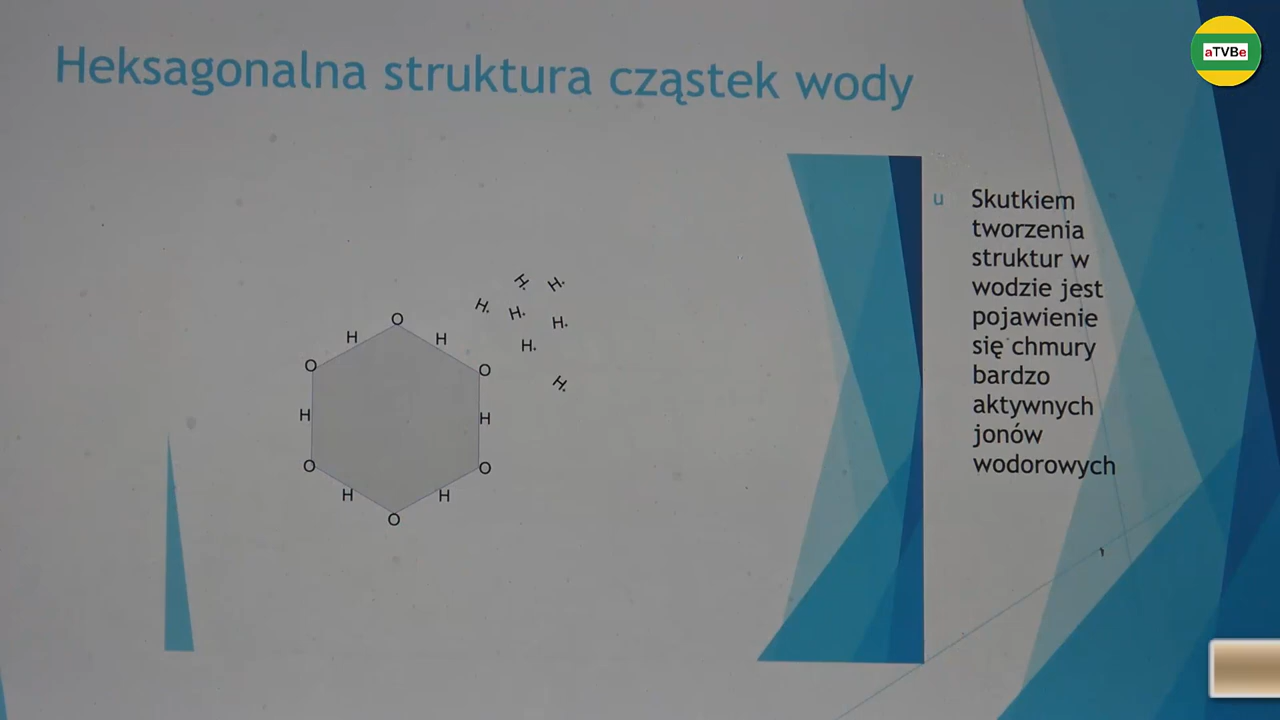 Heksagonalna struktura cząstek wody
aTVBe
u Skutkiem
tworzenia
struktur w
wodzie jest
pojawienie
się chmury
bardzo
aktywnych
jonów
wodorowych
H. H.
H. H. H.
H.
H.
O
H H
O O
H H
O O
H H
O